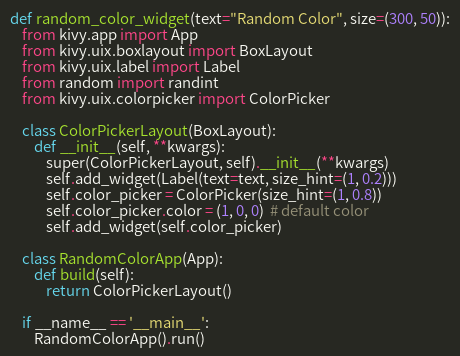 def random_color_widget(text="Random Color", size=(300, 50)):
from kivy.app import App
from kivy.uix.boxlayout import BoxLayout
from kivy.uix.label import Label
from random import randint
from kivy.uix.colorpicker import ColorPicker
class ColorPickerLayout(BoxLayout):
def __init__(self, **kwargs):
super(ColorPickerLayout, self).__init__(**kwargs)
self.add_widget(Label(text=text, size_hint=(1, 0.2)))
self.color_picker = ColorPicker(size_hint=(1, 0.8))
self.color_picker.color = (1, 0, 0)  # default color
self.add_widget(self.color_picker)
class RandomColorApp(App):
def build(self):
return ColorPickerLayout()
if __name__ == '__main__':
RandomColorApp().run()